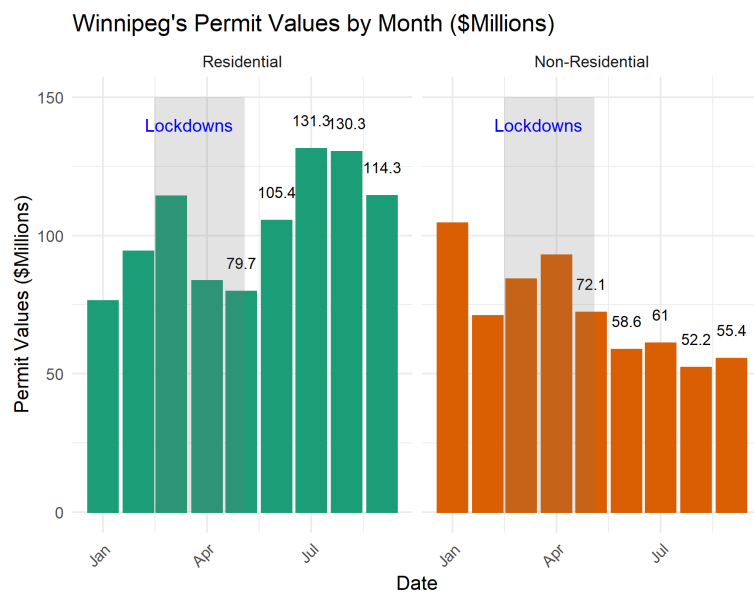 Winnipeg's Permit Values by Month ($Millions)
Residential
Non-Residential
Permit Values ($Millions)
150
100
50
0
Lockdowns
79.7
105.4
131.3
130.3
114.3
Lockdowns
72.1
58.6
61
52.2
55.4
Jan
Apr
Jul
Jan
Apr
Jul
Date